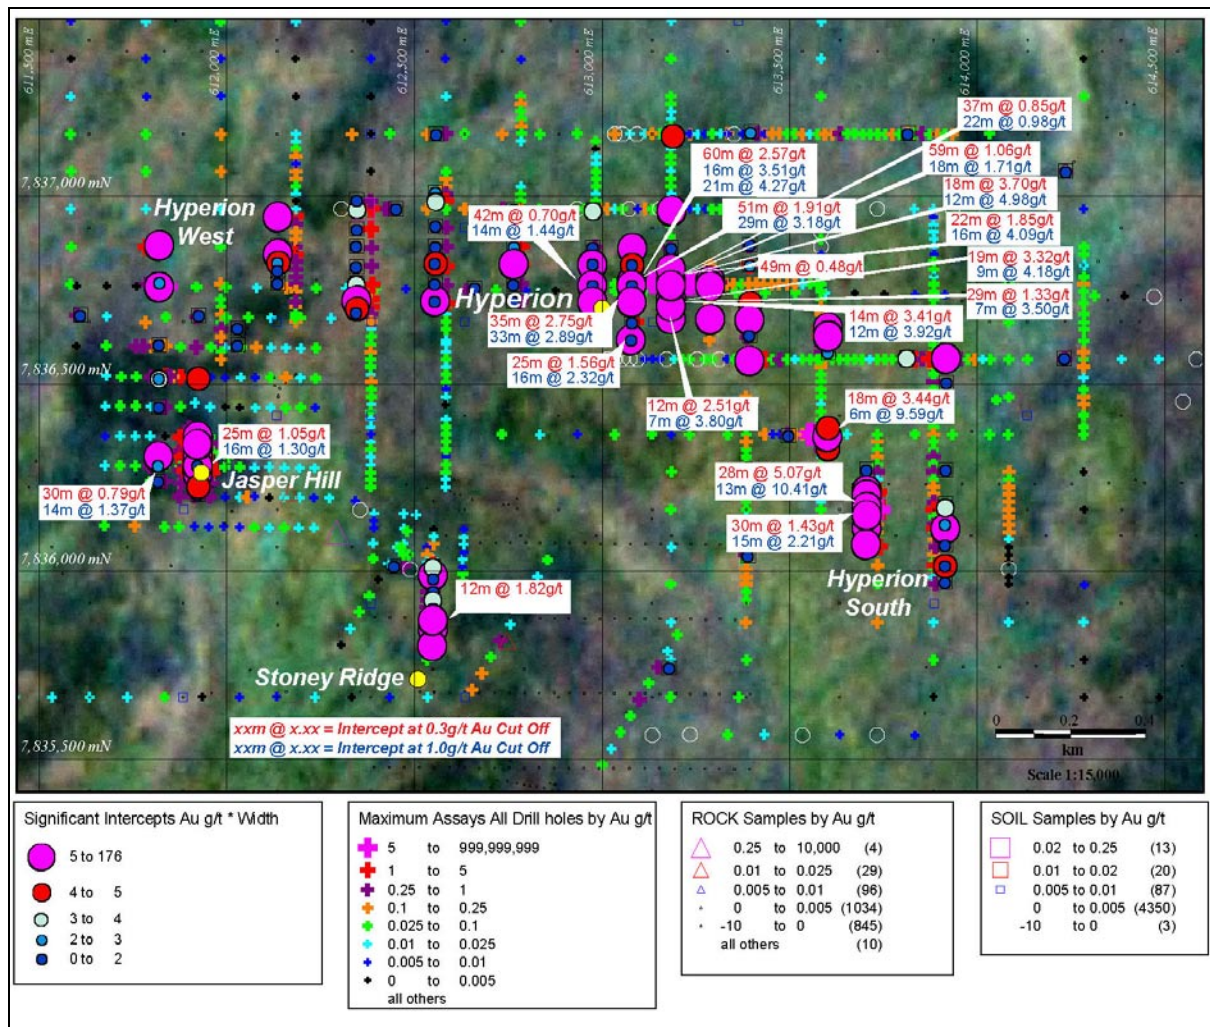 611,500 mE
612,000 mE
612,500 mE
613,000 mE
613,500 mE
614,000 mE
614,500 mE
7,837,000 mN
7,836,500 mN
7,836,000 mN
7,835,500 mN
37m @ 0.85g/t
22m @ 0.98g/t
60m @ 2.57g/t
16m @ 3.51g/t
21m @ 4.27g/t
59m @ 1.06g/t
18m @ 1.71g/t
18m @ 3.70g/t
12m @ 4.98g/t
Hyperion
West
42m @ 0.70g/t
14m @ 1.44g/t
51m @ 1.91g/t
29m @ 3.18g/t
22m @ 1.85g/t
16m @ 4.09g/t
49m @ 0.48g/t
19m @ 3.32g/t
9m @ 4.18g/t
Hyperion
29m @ 1.33g/t
7m @ 3.50g/t
35m @ 2.75g/t
33m @ 2.89g/t
14m @ 3.41g/t
12m @ 3.92g/t
25m @ 1.56g/t
16m @ 2.32g/t
12m @ 2.51g/t
7m @ 3.80g/t
18m @ 3.44g/t
6m @ 9.59g/t
25m @ 1.05g/t
16m @ 1.30g/t
Jasper Hill
30m @ 0.79g/t
14m @ 1.37g/t
28m @ 5.07g/t
13m @ 10.41g/t
30m @ 1.43g/t
15m @ 2.21g/t
Hyperion
South
12m @ 1.82g/t
Stoney Ridge
xxm @ x.xx = Intercept at 0.3g/t Au Cut Off
xxm @ x.xx = Intercept at 1.0g/t Au Cut Off
0 0.2 0.4
km
Scale 1:15,000
Significant Intercepts Au g/t * Width
5 to 176
4 to 5
3 to 4
2 to 3
0 to 2
Maximum Assays All Drill holes by Au g/t
5 to 999,999,999
1 to 5
0.25 to 1
0.1 to 0.25
0.025 to 0.1
0.01 to 0.025
0.005 to 0.01
0 to 0.005
all others
ROCK Samples by Au g/t
0.25 to 10,000 (4)
0.01 to 0.025 (29)
0.005 to 0.01 (96)
0 to 0.005 (1034)
-10 to 0 (845)
all others (10)
SOIL Samples by Au g/t
0.02 to 0.25 (13)
0.01 to 0.02 (20)
0.005 to 0.01 (87)
0 to 0.005 (4350)
-10 to 0 (3)